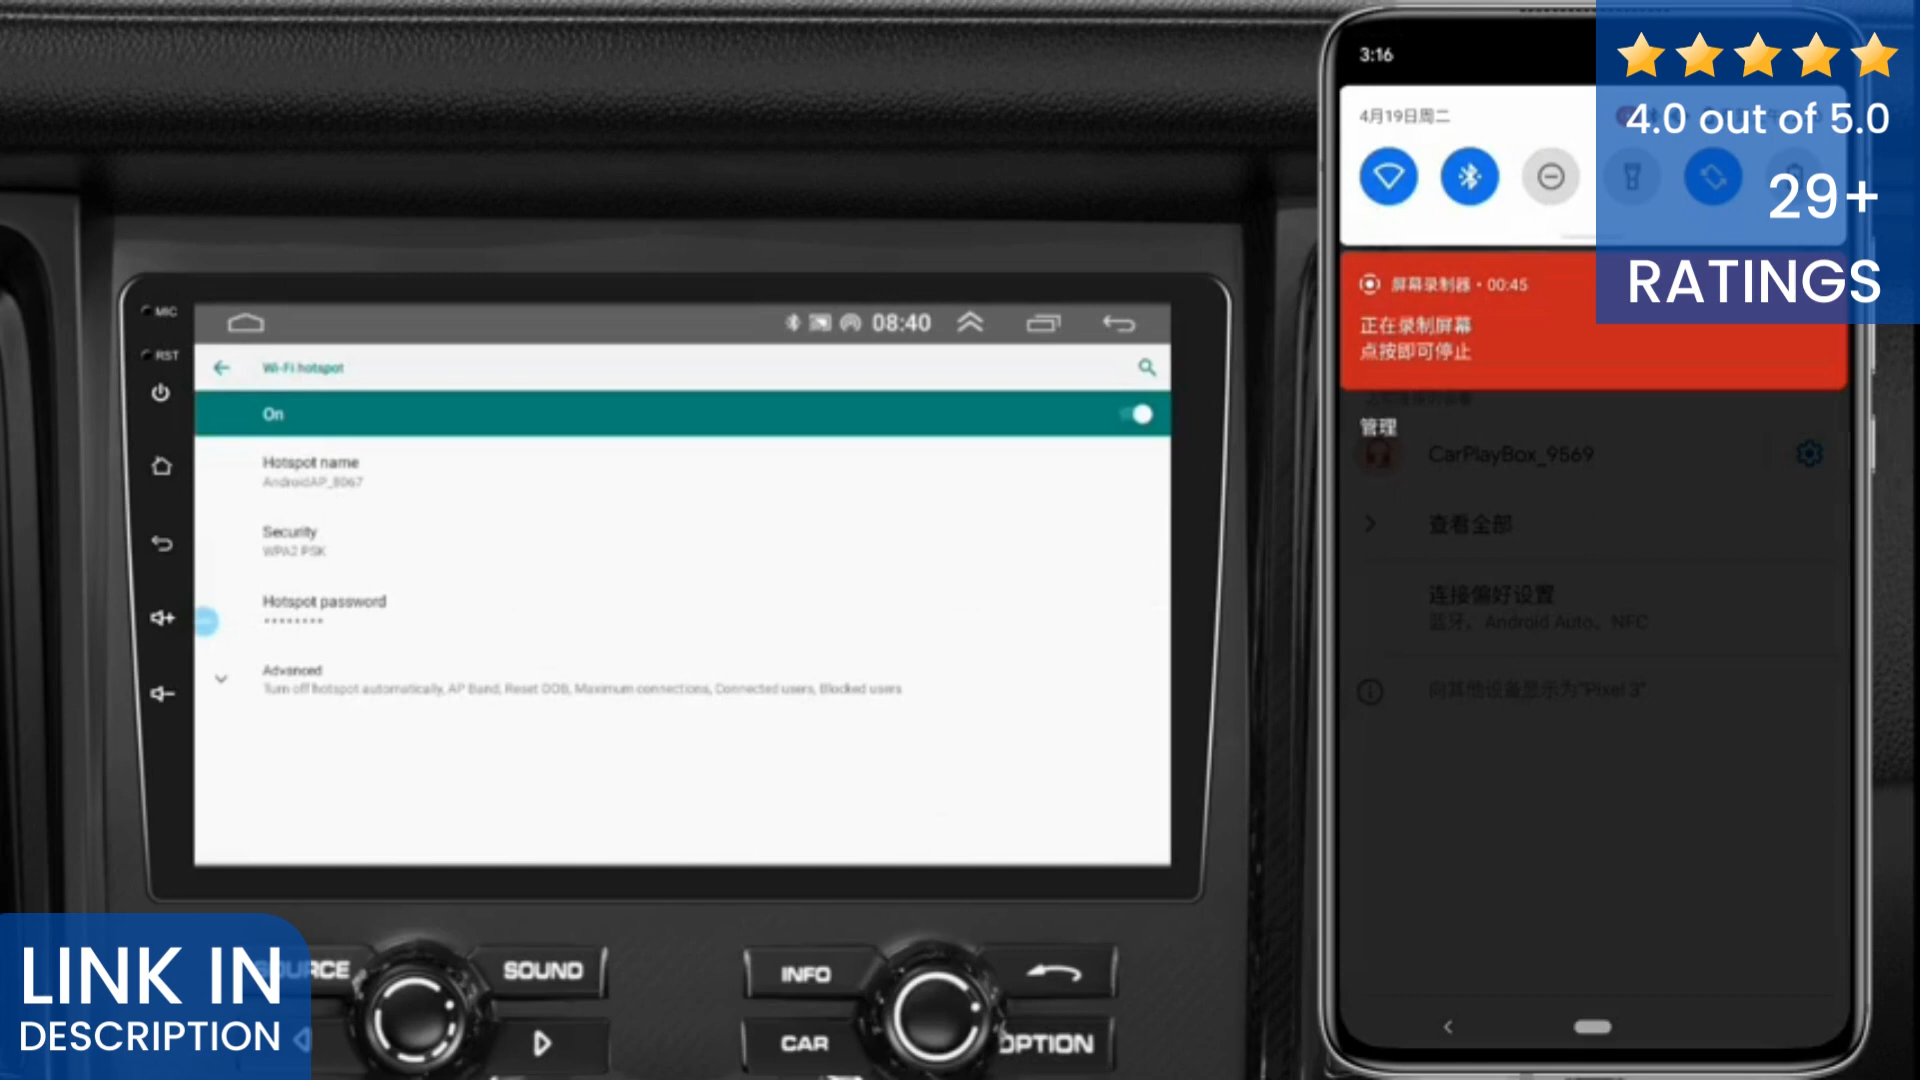 MIC
RST
08:40
Wi-Fi hotspot
On
Hotspot name
AndroidAP_8067
Security
WPA2 PSK
Hotspot password
********
Advanced
Turn off hotspot automatically, AP Band, Reset OOB, Maximum connections, Connected users, Blocked users
SOUND
INFO
CAR
OPTION
LINK IN
DESCRIPTION
3:16
4月19日周二
屏幕录制器 • 00:45
正在录制屏幕
点按即可停止
管理
CarPlayBox_9569
查看全部
连接偏好设置
蓝牙, Android Auto、NFC
向其他设备显示为"Pixel 3"
4.0 out of 5.0
29+
RATINGS